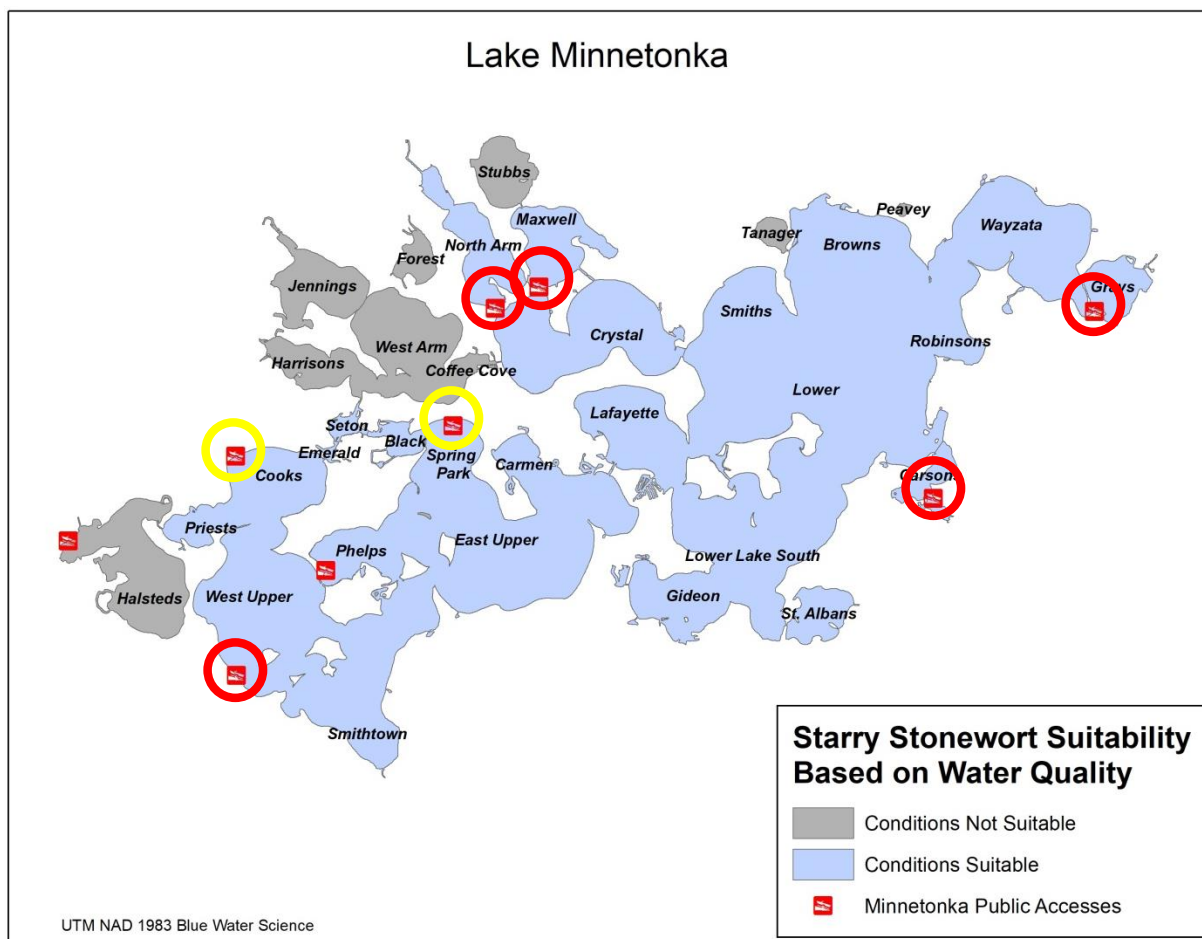 Lake Minnetonka
Stubbs
Maxwell
North Arm
Forest
Jennings
West Arm
Harrisons
Coffee Cove
Crystal
Tanager
Peavey
Browns
Wayzata
Grays
Smiths
Robinsons
Lower
Lafayette
Seton
Emerald
Black
Spring
Park
Carmen
Cooks
Carsons
Priests
Phelps
East Upper
Lower Lake South
Halsteds
West Upper
Gideon
St. Albans
Smithtown
Starry Stonewort Suitability
Based on Water Quality
Conditions Not Suitable
Conditions Suitable
Minnetonka Public Accesses
UTM NAD 1983 Blue Water Science